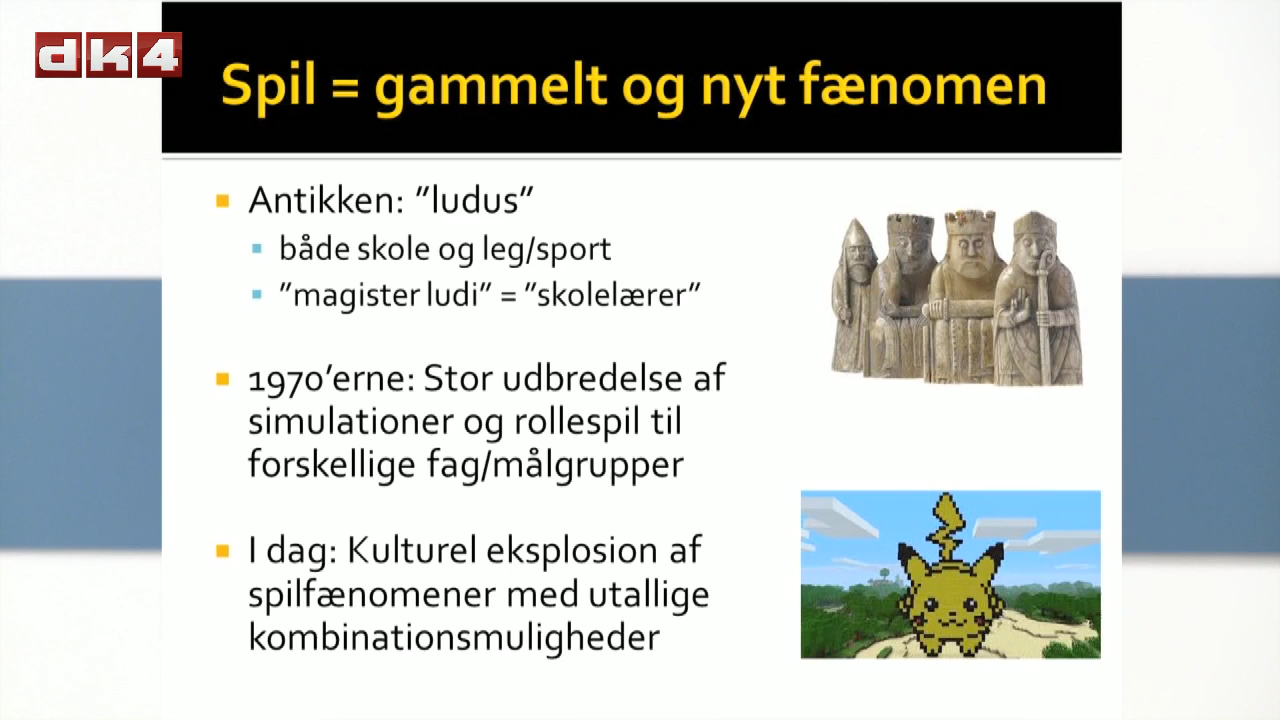 dk4
Spil = gammelt og nyt fænomen
Antikken: ”ludus”
både skole og leg/sport
”magister ludi” = ”skolelærer”
1970’erne: Stor udbredelse af
simulationer og rollespil til
forskellige fag/målgrupper
I dag: Kulturel eksplosion af
spilfænomener med utallige
kombinationsmuligheder